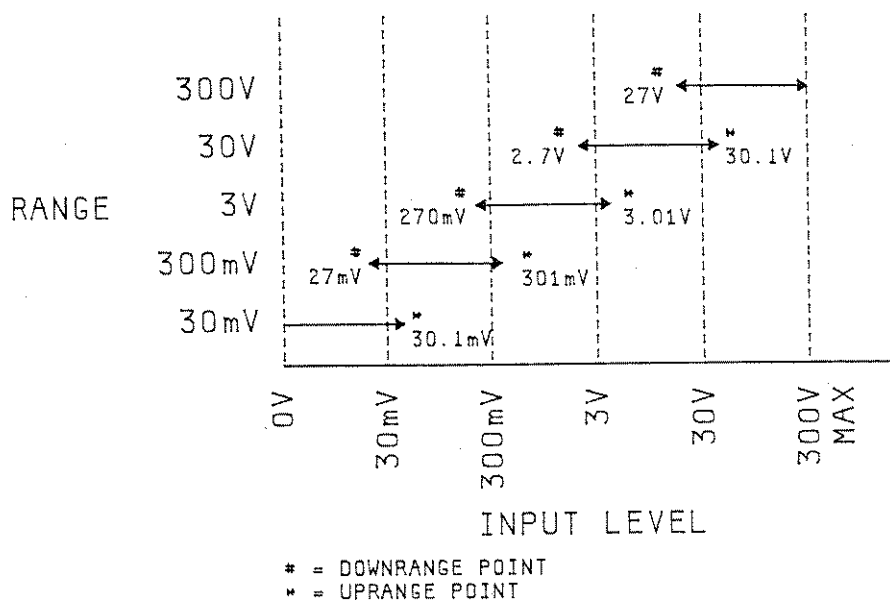 #
300V
27V
#
*
30V
2.7V
30.1V
#
*
RANGE
3V
270mV
3.01V
#
*
300mV
27mV
301mV
*
30mV
30.1mV
0V
30mV
300mV
3V
30V
300V
MAX
INPUT LEVEL
# = DOWNRANGE POINT
* = UPRANGE POINT